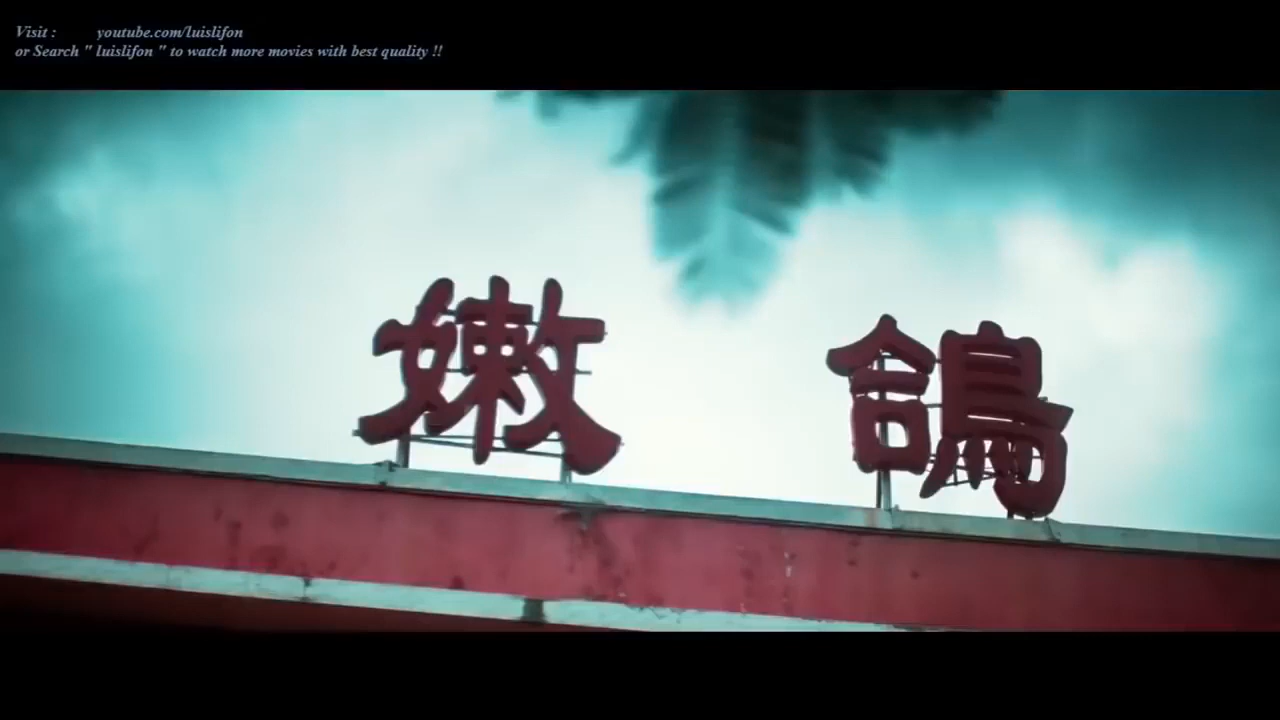 Visit : youtube.com/luislifon
or Search " luislifon " to watch more movies with best quality !!
嫩 鴿